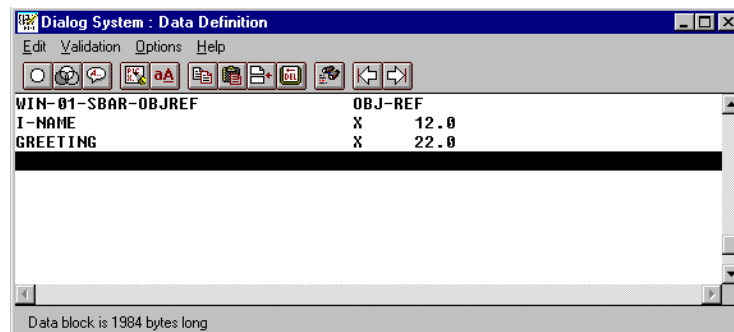 Dialog System : Data Definition
Edit Validation Options Help
WIN-01-SBAR-OBJREF OBJ-REF
I-NAME X 12.0
GREETING X 22.0
Data block is 1984 bytes long